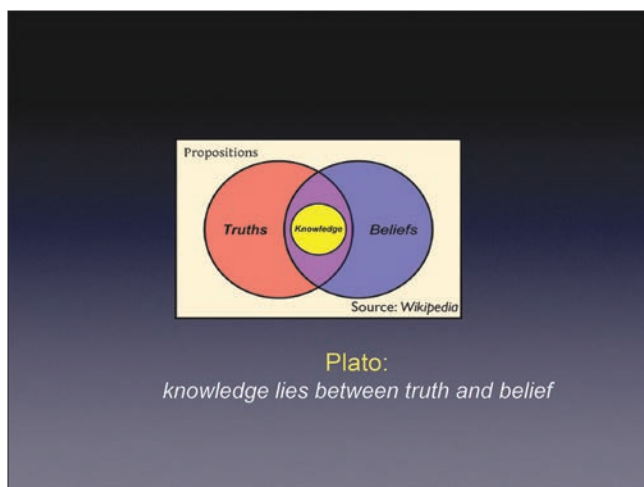 Propositions
Truths
Knowledge
Beliefs
Source: Wikipedia
Plato:
knowledge lies between truth and belief